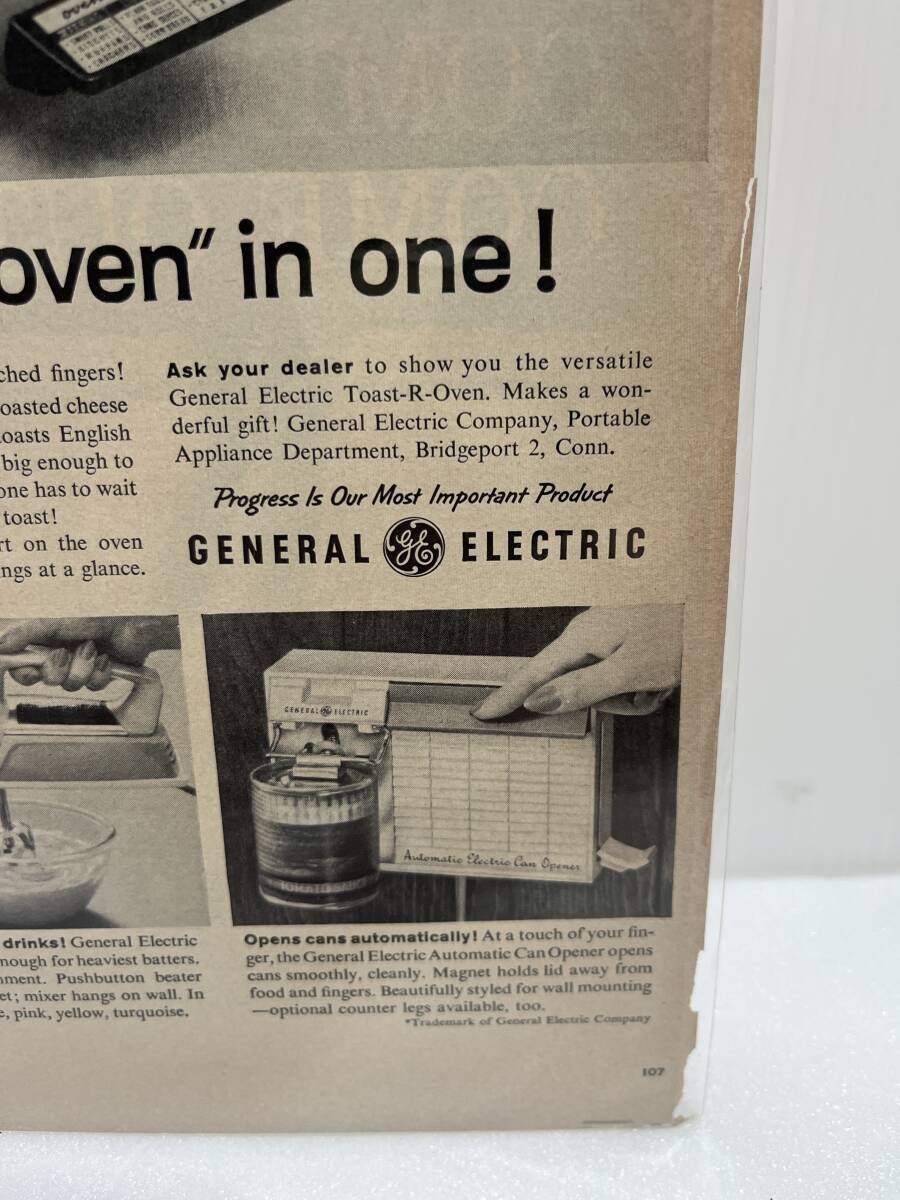 oven" in one!
ched fingers!
oasted cheese
oasts English
big enough to
one has to wait
toast!
rt on the oven
ngs at a glance.
Ask your dealer to show you the versatile
General Electric Toast-R-Oven. Makes a won-
derful gift! General Electric Company, Portable
Appliance Department, Bridgeport 2, Conn.
Progress Is Our Most Important Product
GENERAL GE ELECTRIC
GENERAL GE ELECTRIC
Automatic Electric Can Opener
drinks! General Electric
nough for heaviest batters,
nment. Pushbutton beater
et; mixer hangs on wall. In
e, pink, yellow, turquoise.
Opens cans automatically! At a touch of your fin-
ger, the General Electric Automatic Can Opener opens
cans smoothly, cleanly. Magnet holds lid away from
food and fingers. Beautifully styled for wall mounting
—optional counter legs available, too.
*Trademark of General Electric Company
107